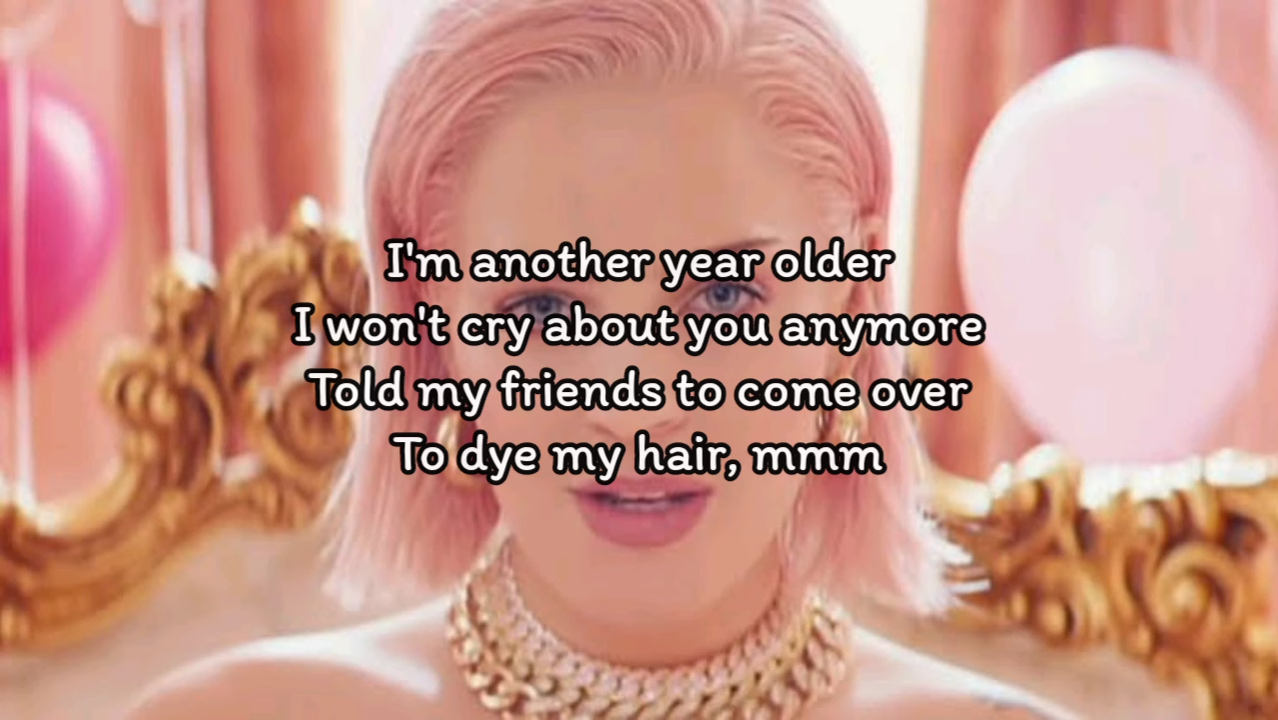 I'm another year older
I won't cry about you anymore
Told my friends to come over
To dye my hair, mmm